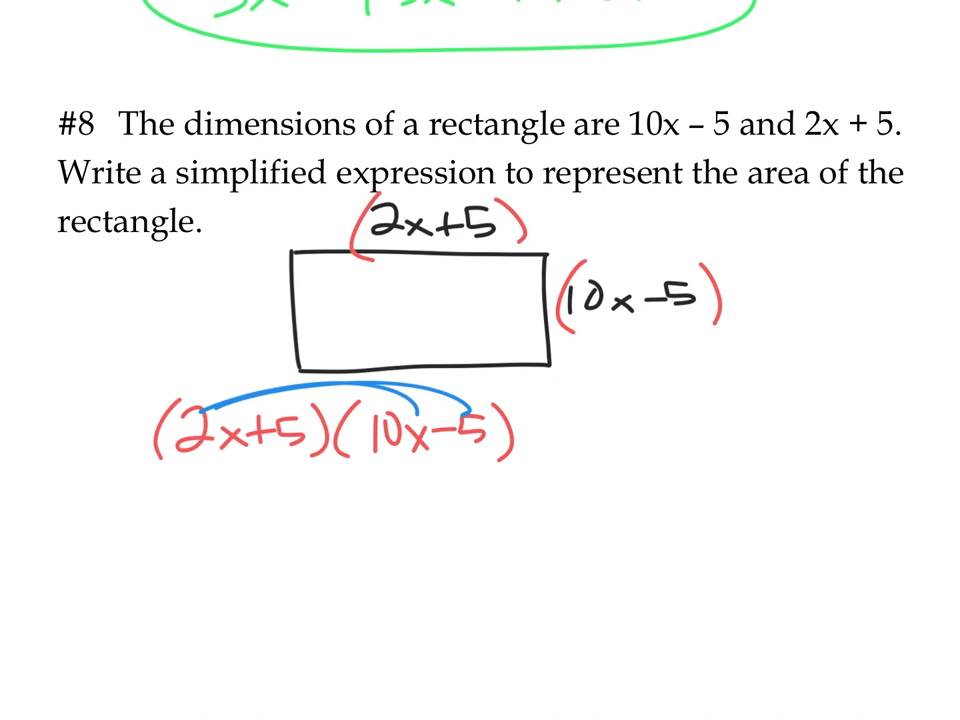 #8 The dimensions of a rectangle are 10x – 5 and 2x + 5.
Write a simplified expression to represent the area of the
rectangle.
(2x+5)
(10x-5)
(2x+5)(10x-5)